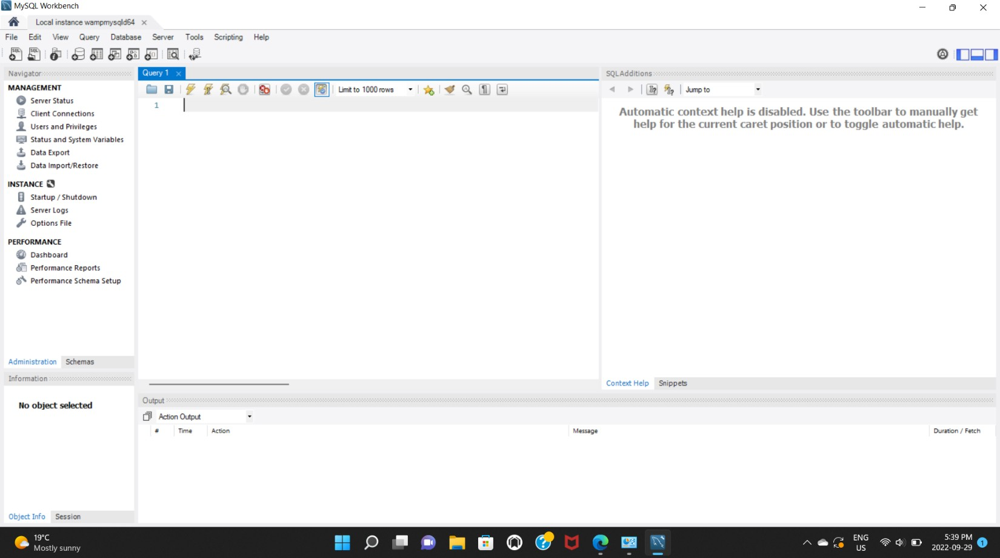 MySQL Workbench
Local instance wampmysqld64
File Edit View Query Database Server Tools Scripting Help
Navigator
MANAGEMENT
Server Status
Client Connections
Users and Privileges
Status and System Variables
Data Export
Data Import/Restore
INSTANCE
Startup / Shutdown
Server Logs
Options File
PERFORMANCE
Dashboard
Performance Reports
Performance Schema Setup
Administration Schemas
Information
No object selected
Object Info Session
Query 1
Limit to 1000 rows
1
SQLAdditions
Jump to
Automatic context help is disabled. Use the toolbar to manually get
help for the current caret position or to toggle automatic help.
Context Help Snippets
Output
Action Output
# Time Action Message Duration / Fetch
19°C
Mostly sunny
ENG
US
5:39 PM
2022-09-29
1